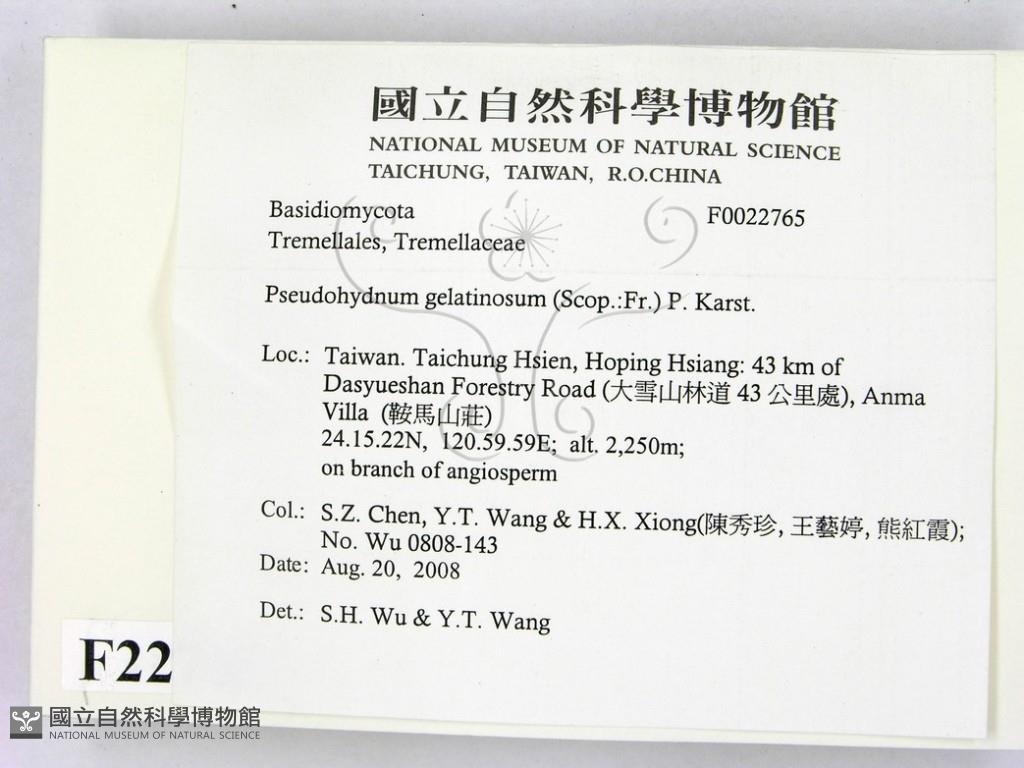 國立自然科學博物館
NATIONAL MUSEUM OF NATURAL SCIENCE
TAICHUNG, TAIWAN, R.O.CHINA
Basidiomycota F0022765
Tremellales, Tremellaceae
Pseudohydnum gelatinosum (Scop.:Fr.) P. Karst.
Loc.: Taiwan. Taichung Hsien, Hoping Hsiang: 43 km of
Dasyueshan Forestry Road (大雪山林道 43 公里處), Anma
Villa (鞍馬山莊)
24.15.22N, 120.59.59E; alt. 2,250m;
on branch of angiosperm
Col.: S.Z. Chen, Y.T. Wang & H.X. Xiong(陳秀珍, 王藝婷, 熊紅霞);
No. Wu 0808-143
Date: Aug. 20, 2008
Det.: S.H. Wu & Y.T. Wang
F22
國立自然科學博物館
NATIONAL MUSEUM OF NATURAL SCIENCE